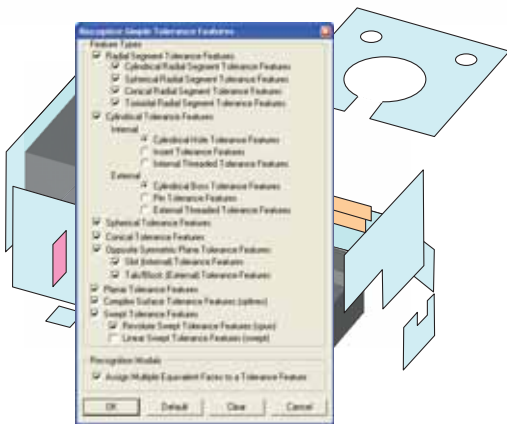 Recognize Simple Tolerance Features
Feature Types
Radial Segment Tolerance Features
Cylindrical Radial Segment Tolerance Features
Spherical Radial Segment Tolerance Features
Conical Radial Segment Tolerance Features
Toroidal Radial Segment Tolerance Features
Cylindrical Tolerance Features
Internal
Cylindrical Hole Tolerance Features
Insert Tolerance Features
Internal Threaded Tolerance Features
External
Cylindrical Boss Tolerance Features
Pin Tolerance Features
External Threaded Tolerance Features
Spherical Tolerance Features
Conical Tolerance Features
Opposite Symmetric Plane Tolerance Features
Slot (Internal) Tolerance Features
Tab/Block (External) Tolerance Features
Planar Tolerance Features
Complex Surface Tolerance Features (splines)
Swept Tolerance Features
Revolute Swept Tolerance Features (spun)
Linear Swept Tolerance Features (swept)
Recognition Models
Assign Multiple Equivalent Faces to a Tolerance Feature
OK Default Clear Cancel